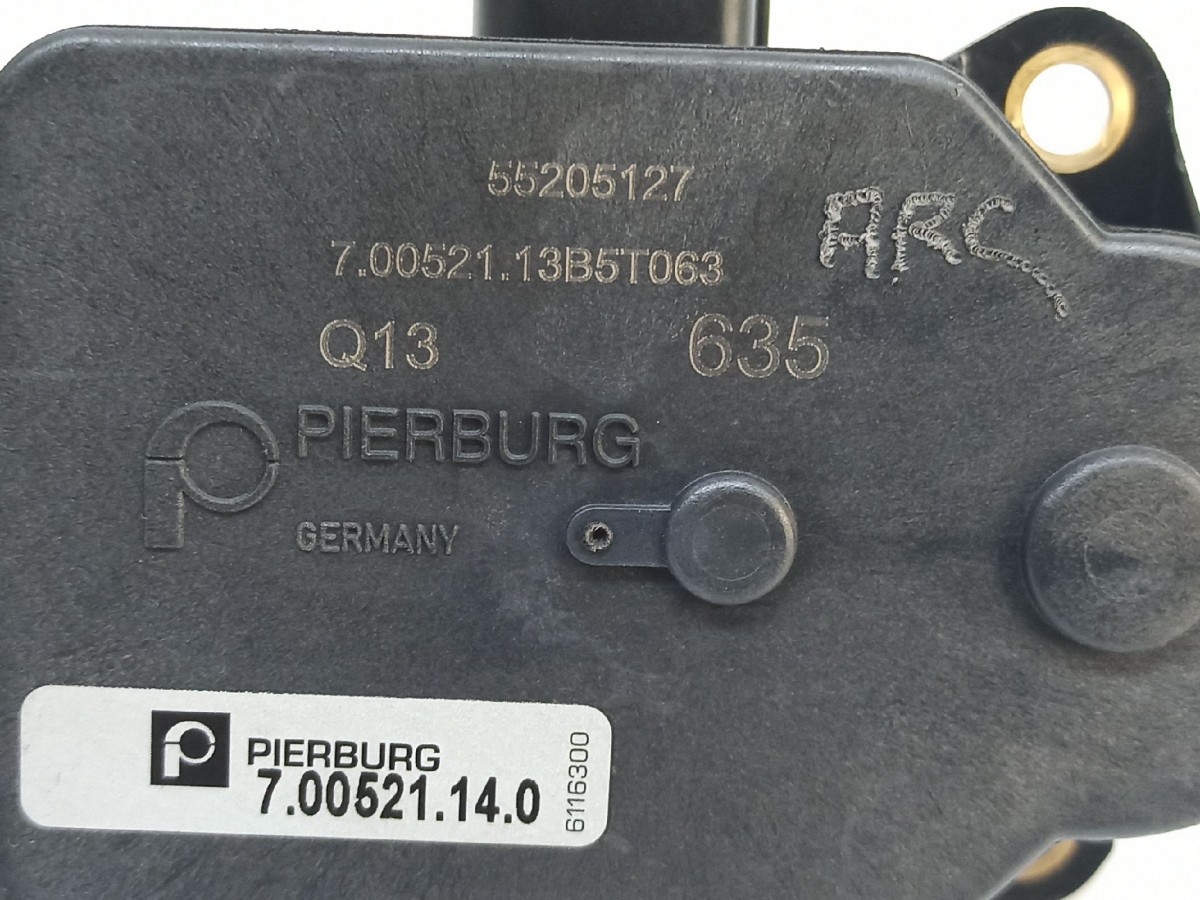 55205127
ARC
7.00521.13B5T063
Q13
635
PIERBURG
GERMANY
PIERBURG
7.00521.14.0
6116300